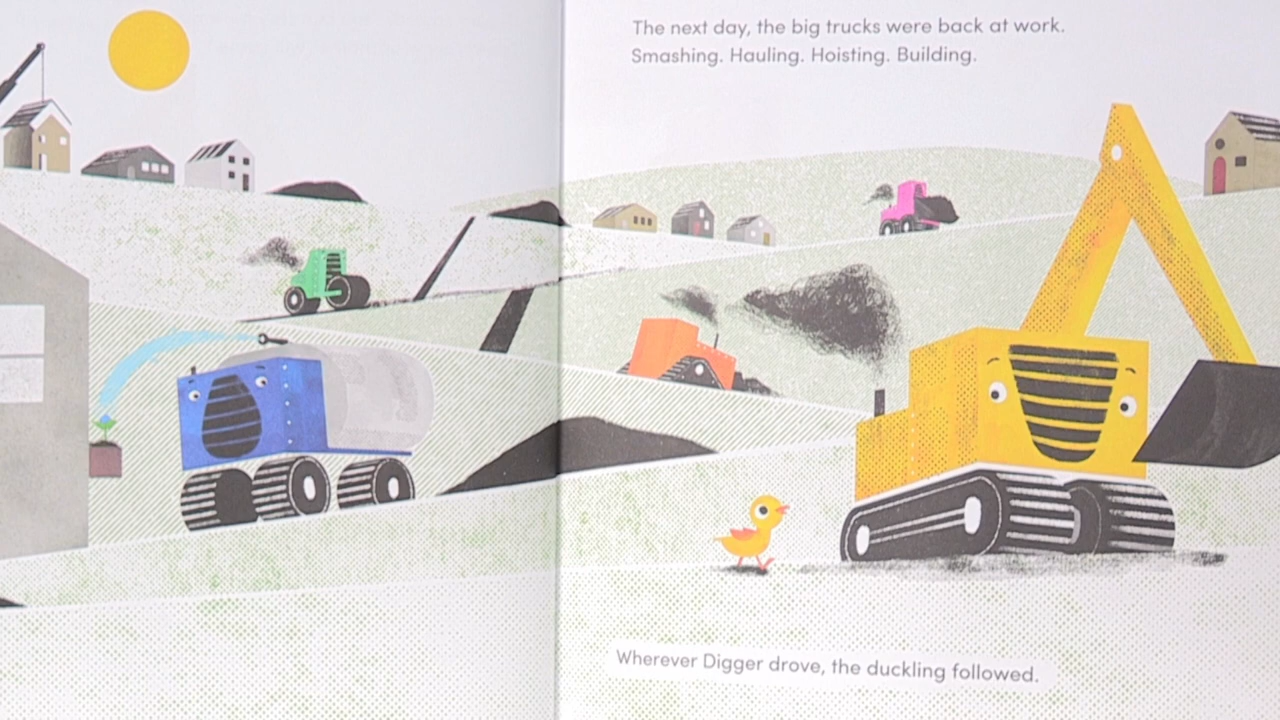 The next day, the big trucks were back at work.
Smashing. Hauling. Hoisting. Building.
Wherever Digger drove, the duckling followed.